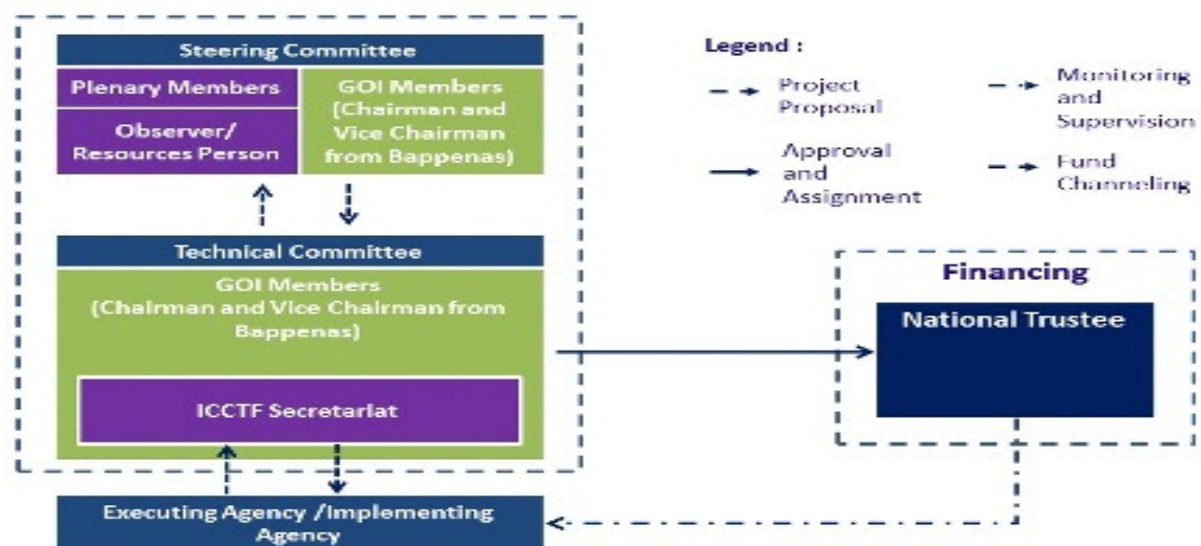 Steering Committee
Plenary Members
Observer/
Resources Person
GOI Members
(Chairman and
Vice Chairman
from Bappenas)
Technical Committee
GOI Members
(Chairman and Vice Chairman from
Bappenas)
ICCTF Secretariat
Executing Agency /Implementing
Agency
Legend :
Project
Proposal
Approval
and
Assignment
Monitoring
and
Supervision
Fund
Channeling
Financing
National Trustee